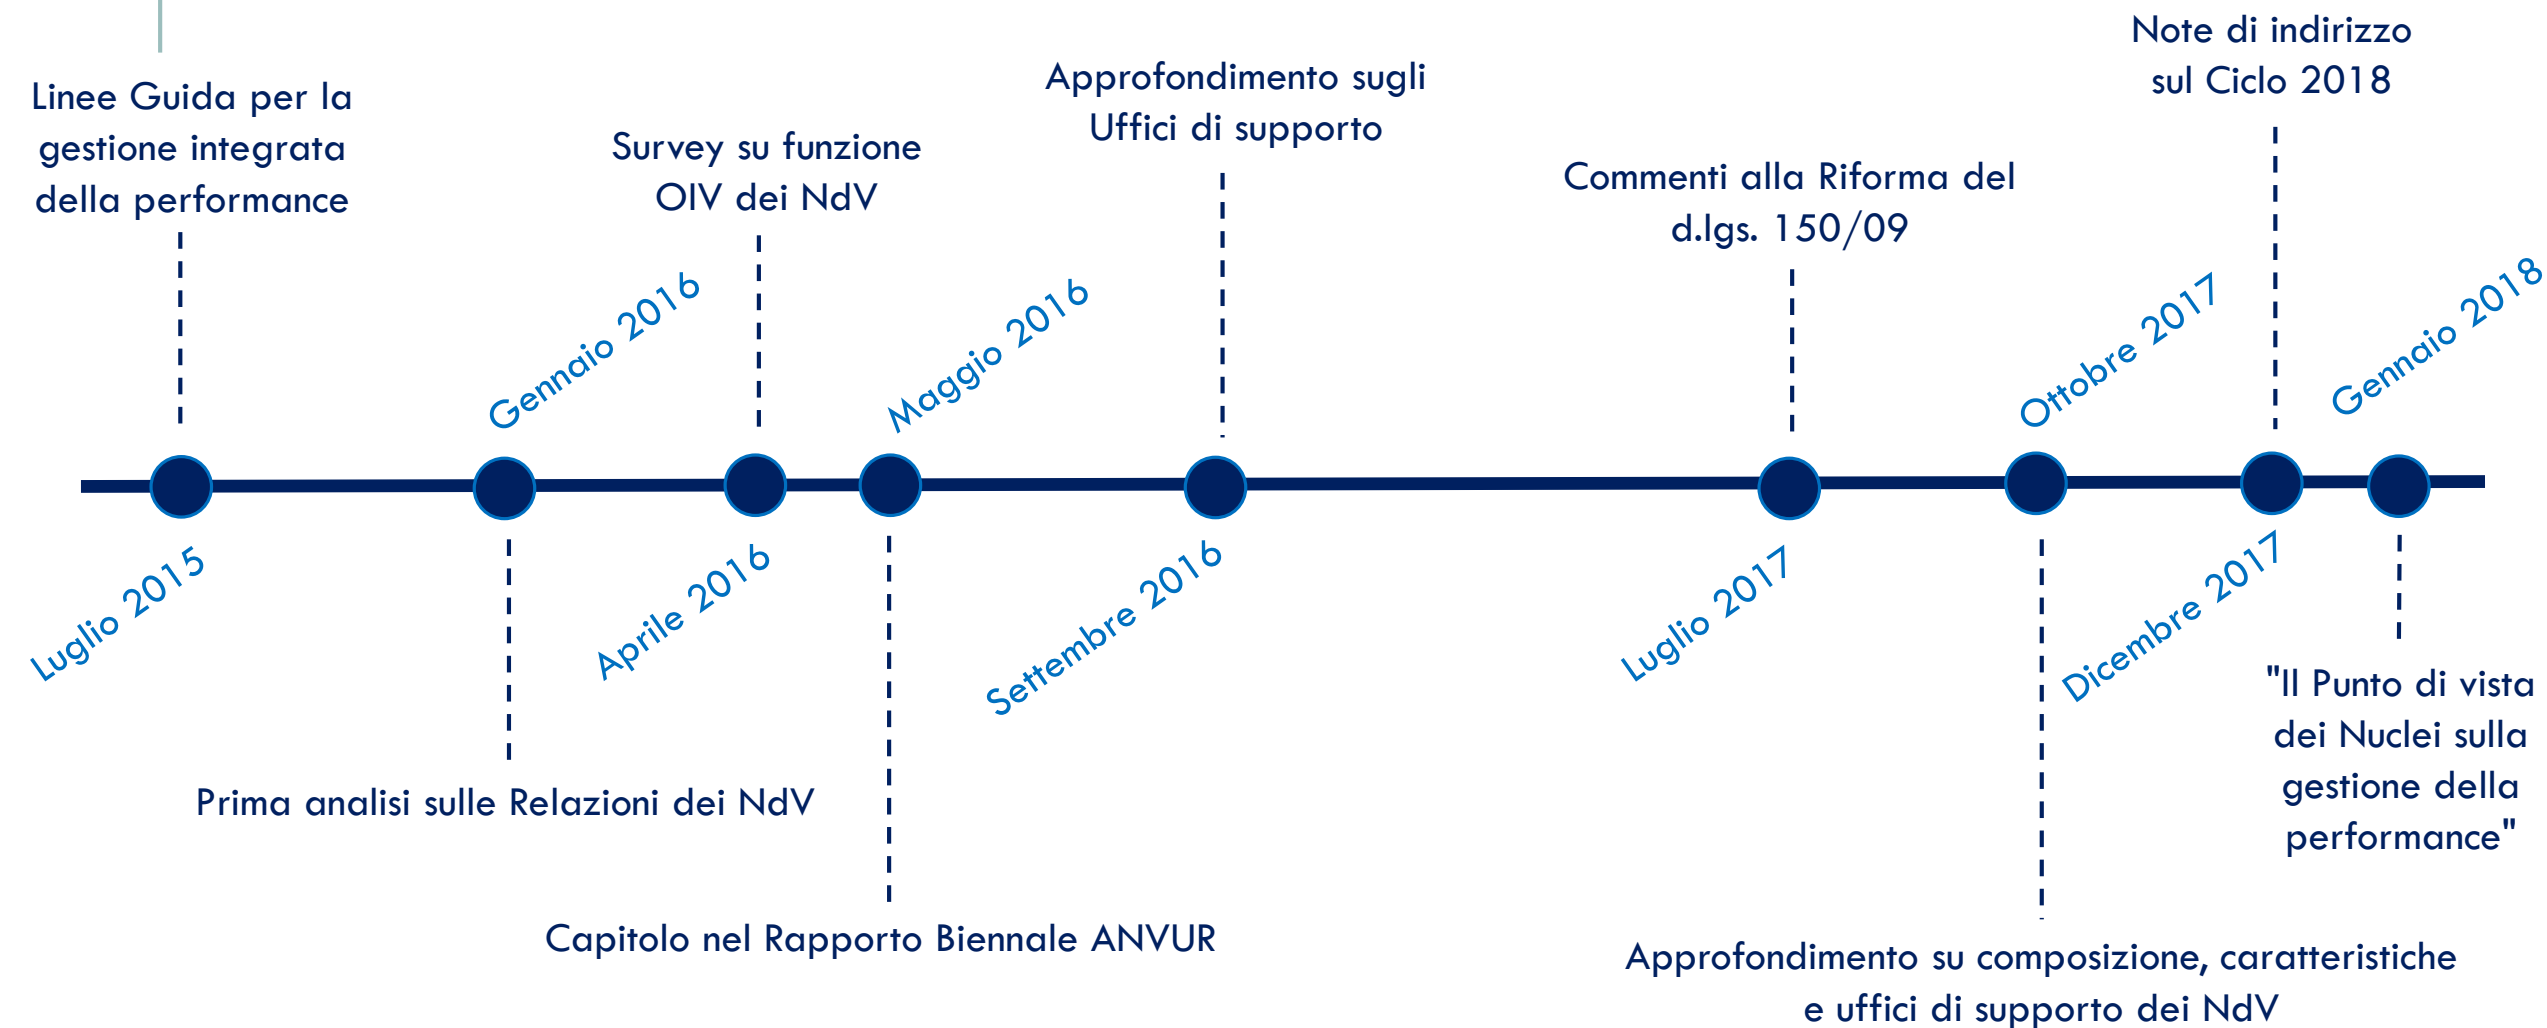 Linee Guida per la
gestione integrata
della performance
Luglio 2015
Gennaio 2016
Prima analisi sulle Relazioni dei NdV
Survey su funzione
OIV dei NdV
Aprile 2016
Maggio 2016
Capitolo nel Rapporto Biennale ANVUR
Approfondimento sugli
Uffici di supporto
Settembre 2016
Commenti alla Riforma del
d.lgs. 150/09
Luglio 2017
Ottobre 2017
Approfondimento su composizione, caratteristiche
e uffici di supporto dei NdV
Note di indirizzo
sul Ciclo 2018
Dicembre 2017
Gennaio 2018
"Il Punto di vista
dei Nuclei sulla
gestione della
performance"